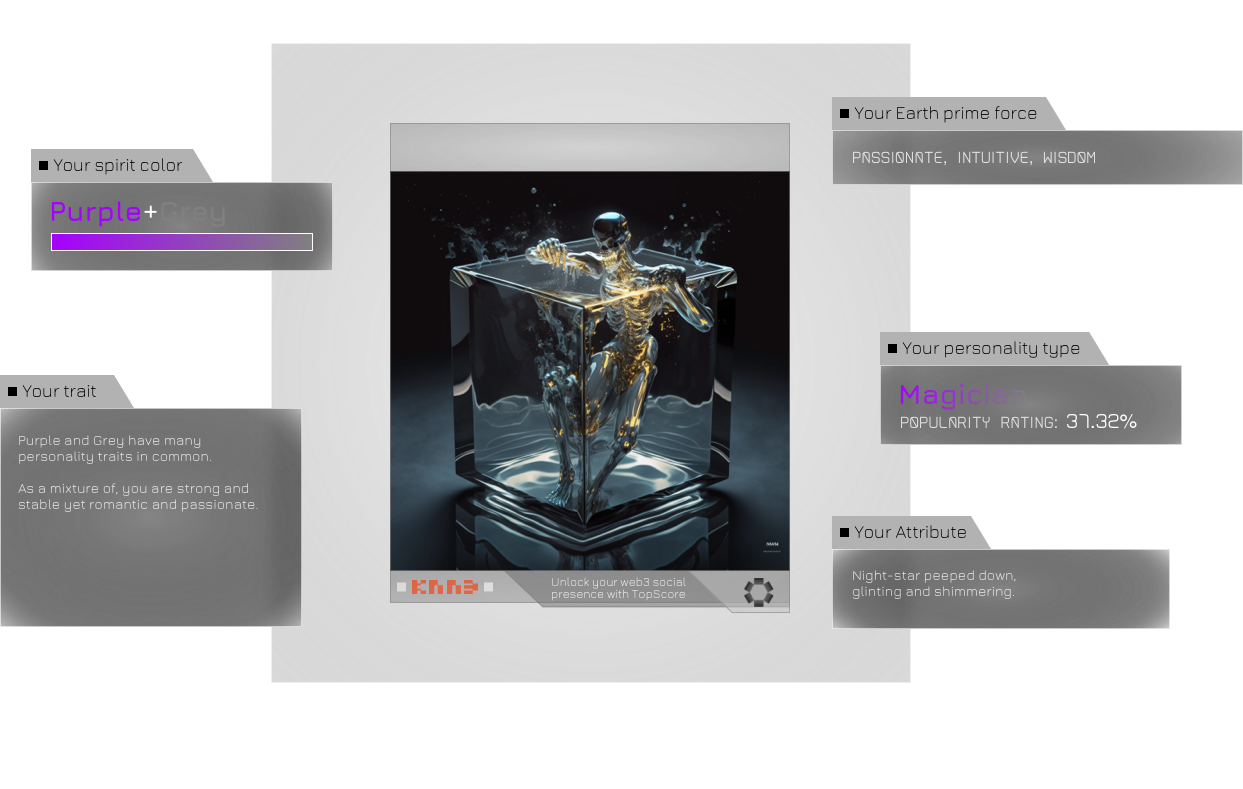 Your Earth prime force
PASSIONATE, INTUITIVE, WISDOM
Your spirit color
Purple+Grey
Your personality type
Magician
POPULARITY RATING: 37.32%
Your trait
Purple and Grey have many
personality traits in common.
As a mixture of, you are strong and
stable yet romantic and passionate.
Your Attribute
Night-star peeped down,
glinting and shimmering.
KNN3
Unlock your web3 social
presence with TopScore